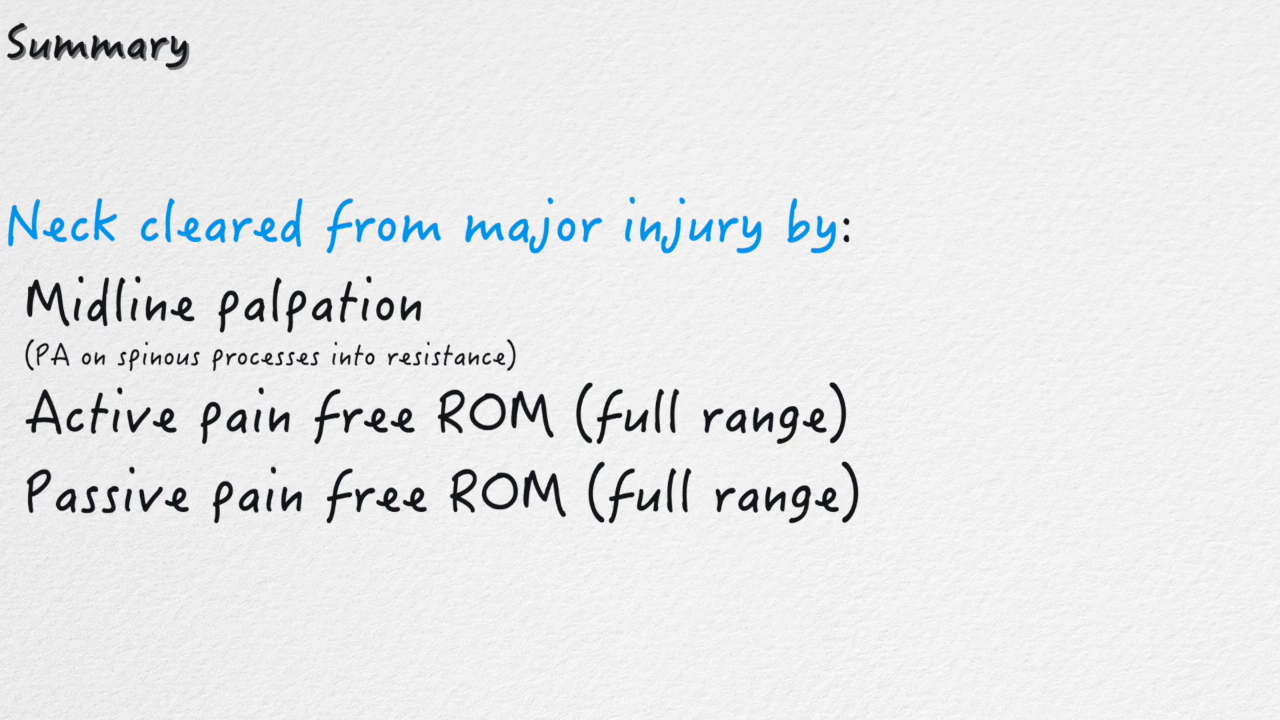 Summary
Neck cleared from major injury by:
Midline palpation
(PA on spinous processes into resistance)
Active pain free ROM (full range)
Passive pain free ROM (full range)